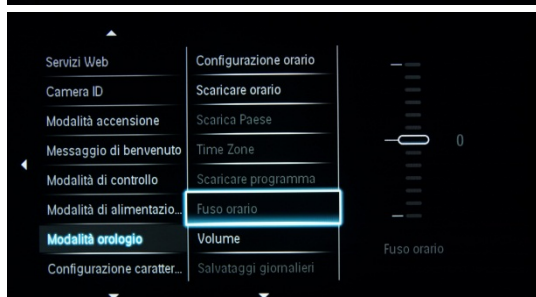 Servizi Web
Camera ID
Modalità accensione
Messaggio di benvenuto
Modalità di controllo
Modalità di alimentazio...
Modalità orologio
Configurazione caratter...
Configurazione orario
Scaricare orario
Scarica Paese
Time Zone
Scaricare programma
Fuso orario
Volume
Salvataggi giornalieri
0
Fuso orario